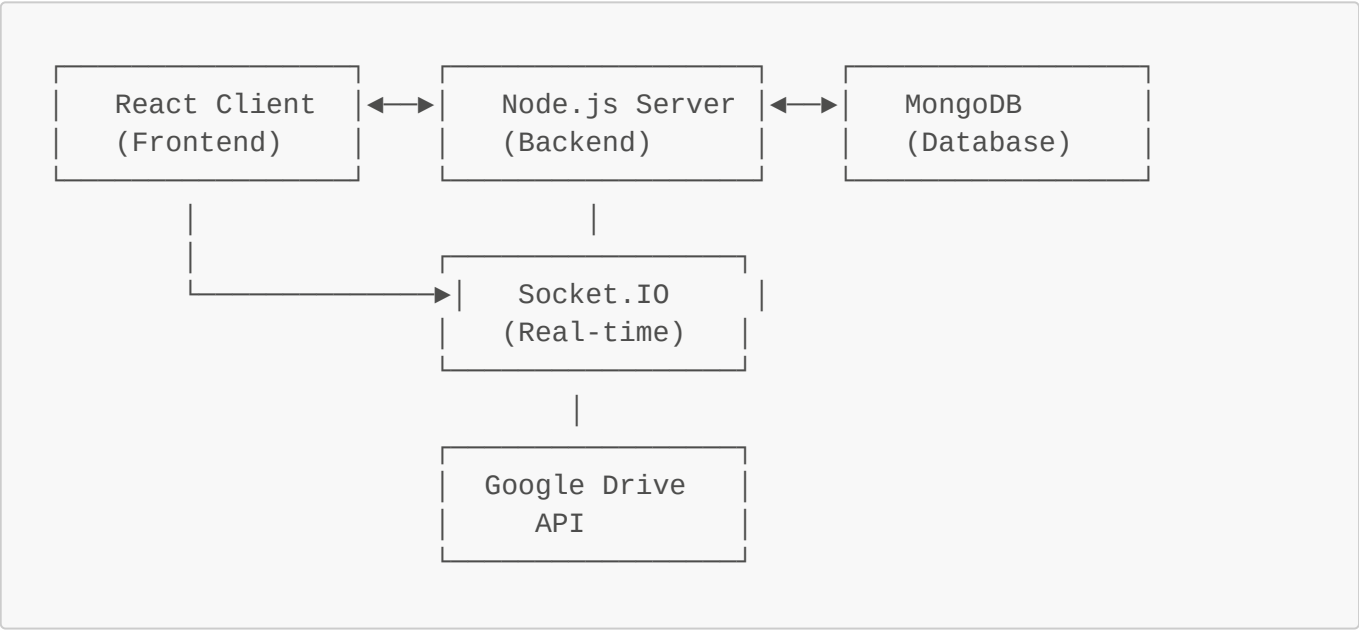 React Client Node.js Server MongoDB
(Frontend) (Backend) (Database)
Socket.IO
(Real-time)
Google Drive
API